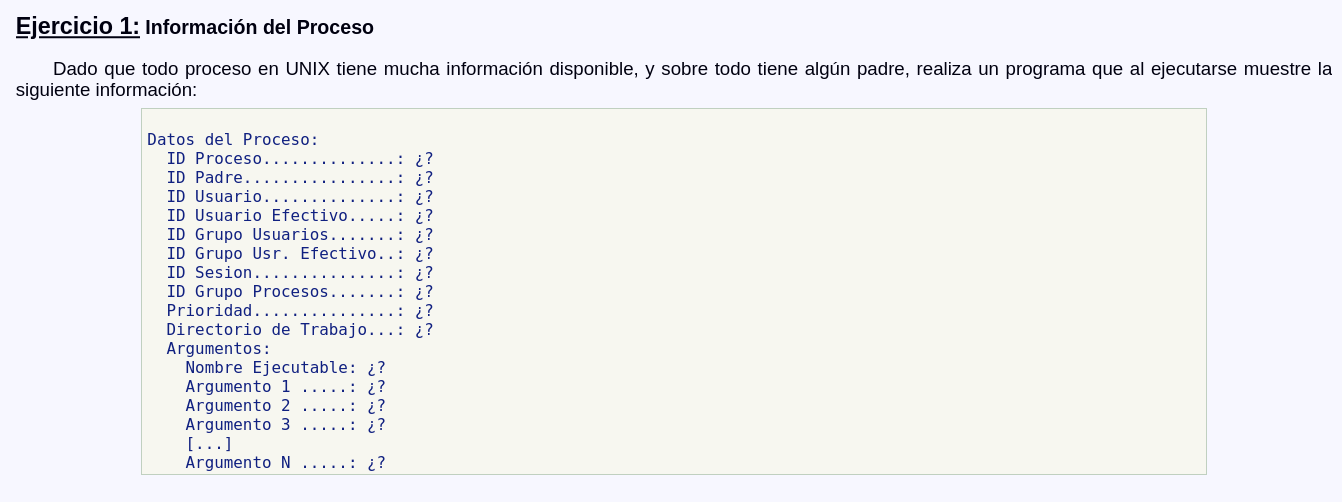 Ejercicio 1: Información del Proceso
Dado que todo proceso en UNIX tiene mucha información disponible, y sobre todo tiene algún padre, realiza un programa que al ejecutarse muestre la
siguiente información:
Datos del Proceso:
ID Proceso..............: ¿?
ID Padre................: ¿?
ID Usuario..............: ¿?
ID Usuario Efectivo.....: ¿?
ID Grupo Usuarios.......: ¿?
ID Grupo Usr. Efectivo..: ¿?
ID Sesion...............: ¿?
ID Grupo Procesos.......: ¿?
Prioridad...............: ¿?
Directorio de Trabajo...: ¿?
Argumentos:
Nombre Ejecutable: ¿?
Argumento 1 .....: ¿?
Argumento 2 .....: ¿?
Argumento 3 .....: ¿?
[...]
Argumento N .....: ¿?